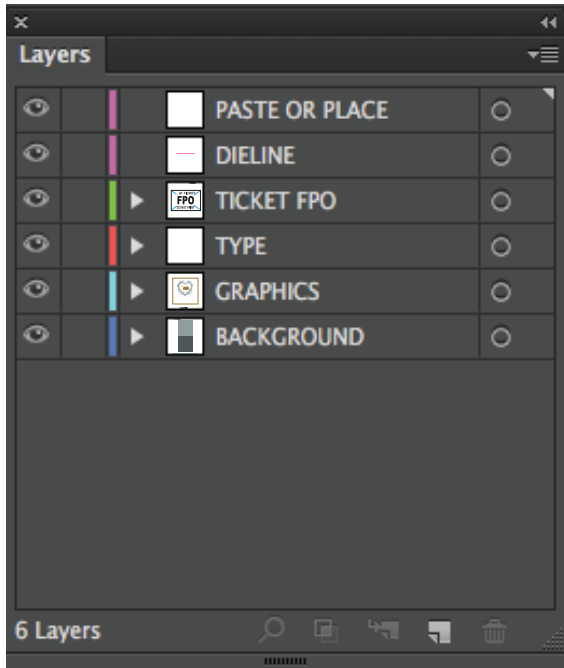 Layers
PASTE OR PLACE
DIELINE
TICKET FPO
FPO
TYPE
GRAPHICS
BACKGROUND
6 Layers